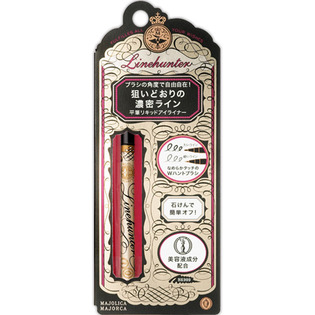 Linehunter
ブラシの角度で自由自在!
狙いどおりの
濃密ライン
平筆リキッドアイライナー
なめらかタッチの
Wハントブラシ
石けんで
簡単オフ!
美容液成分
配合
Linehunter
MAJOLICA
MAJORCA